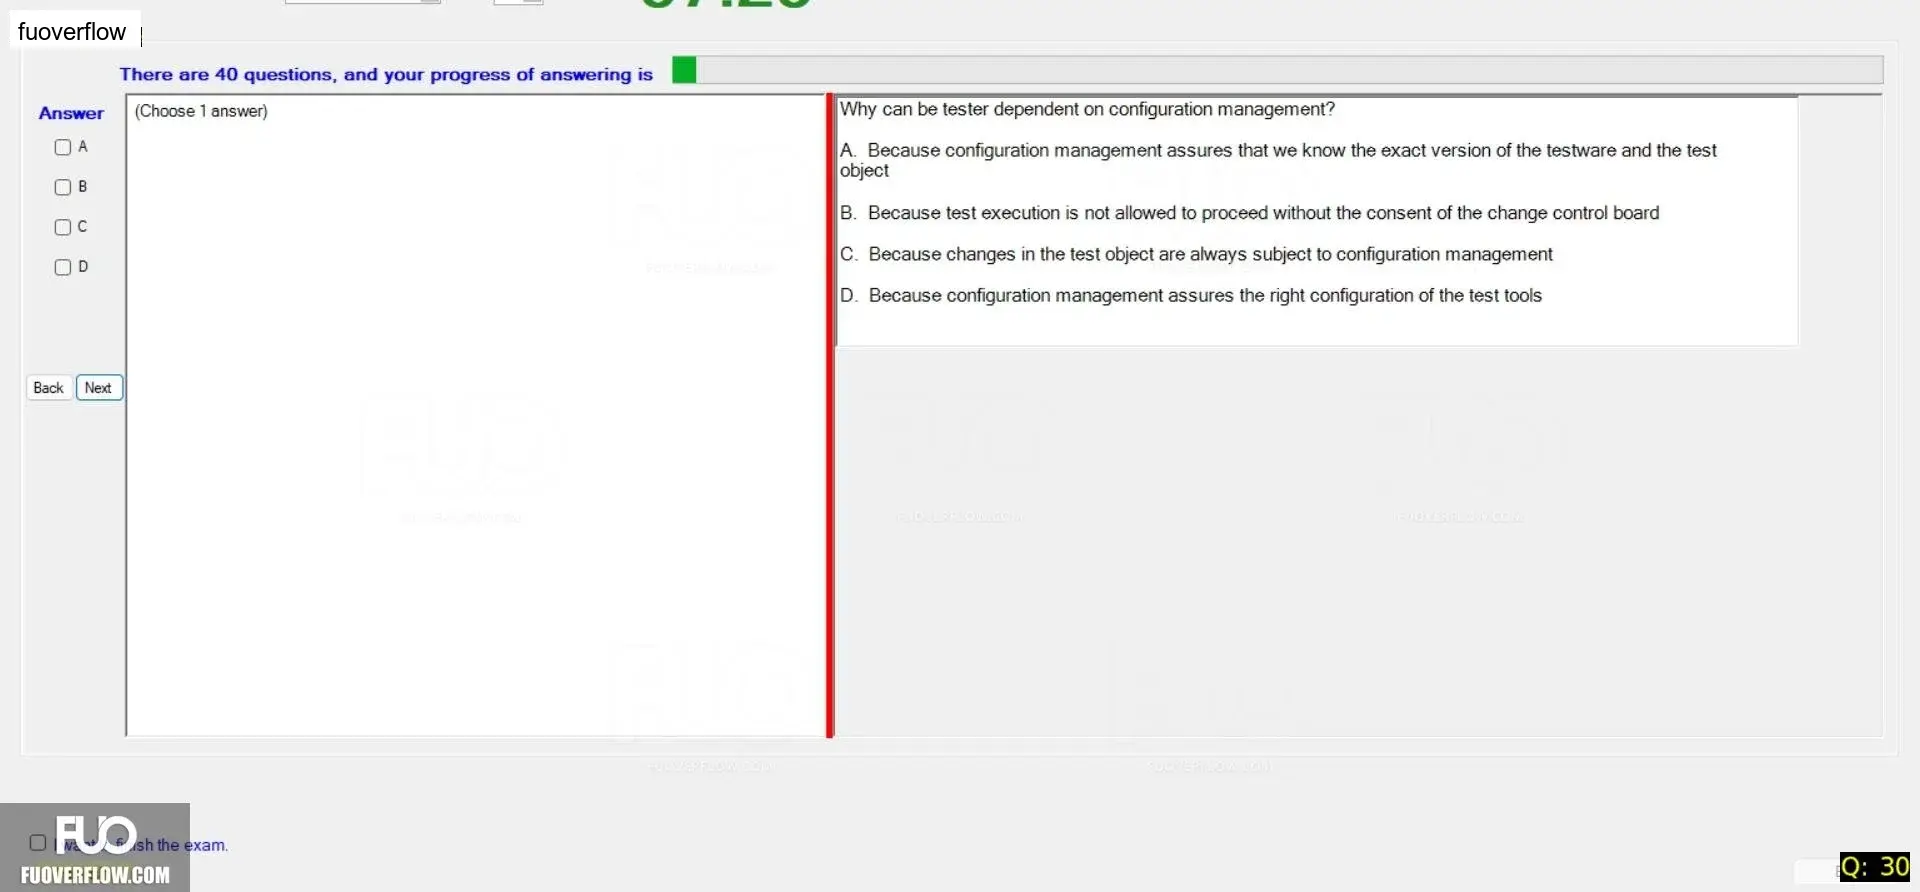 fuoverflow
There are 40 questions, and your progress of answering is
Answer
(Choose 1 answer)
A
B
C
D
Back Next
Why can be tester dependent on configuration management?
A. Because configuration management assures that we know the exact version of the testware and the test
object
B. Because test execution is not allowed to proceed without the consent of the change control board
C. Because changes in the test object are always subject to configuration management
D. Because configuration management assures the right configuration of the test tools
FUOVERFLOW.COM
FUOVERFLOW.COM
the exam.
FUO
FUOVERFLOW.COM
Q: 30